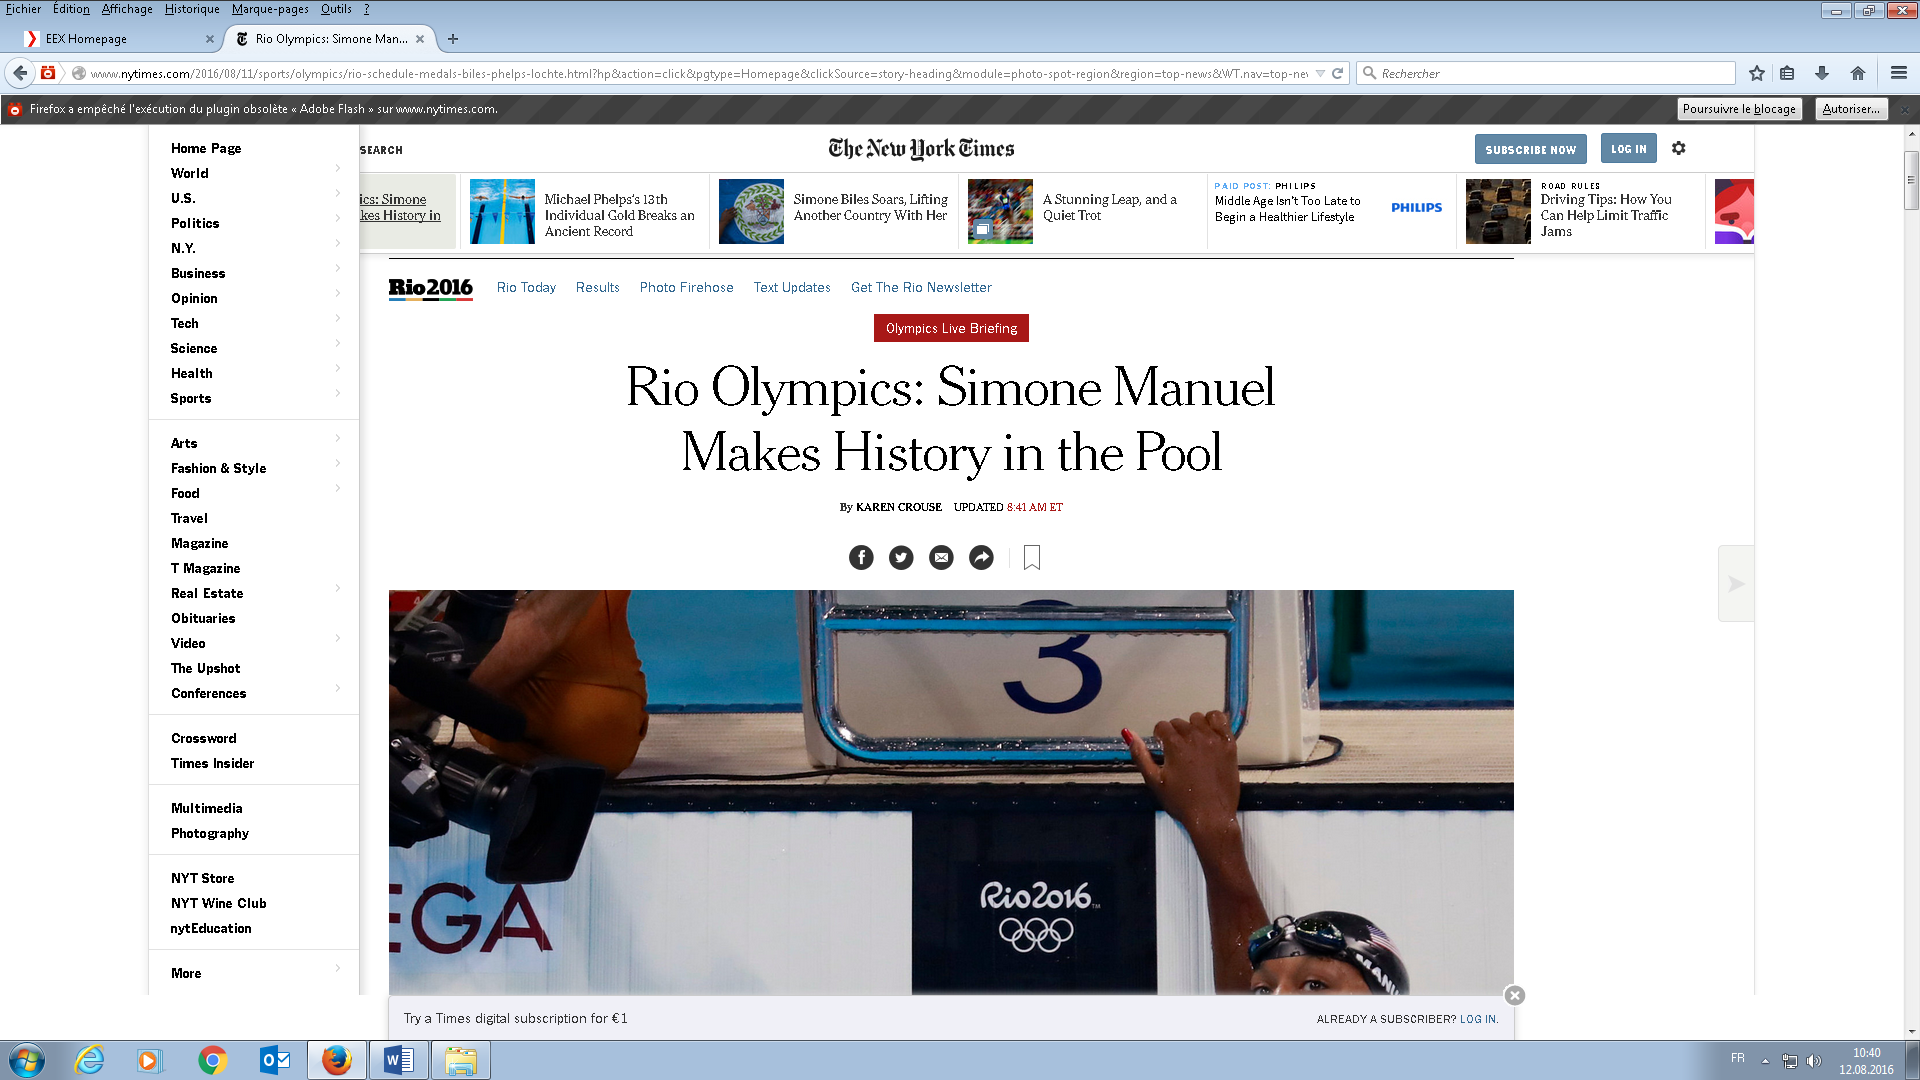 Fichier Édition Affichage Historique Marque-pages Outils ?
EEX Homepage
Rio Olympics: Simone Man...
www.nytimes.com/2016/08/11/sports/olympics/rio-schedule-medals-biles-phelps-lochte.html?hp&action=click&pgtype=Homepage&clickSource=story-heading&module=photo-spot-region&region=top-news&WT.nav=top-nev
Rechercher
Firefox a empêché l'exécution du plugin obsolète « Adobe Flash » sur www.nytimes.com.
Poursuivre le blocage
Autoriser...
Home Page
World
U.S.
Politics
N.Y.
Business
Opinion
Tech
Science
Health
Sports
Arts
Fashion & Style
Food
Travel
Magazine
T Magazine
Real Estate
Obituaries
Video
The Upshot
Conferences
Crossword
Times Insider
Multimedia
Photography
NYT Store
NYT Wine Club
nytEducation
More
SEARCH
The New York Times
SUBSCRIBE NOW
LOG IN
ics: Simone
kes History in
Michael Phelps's 13th
Individual Gold Breaks an
Ancient Record
Simone Biles Soars, Lifting
Another Country With Her
A Stunning Leap, and a
Quiet Trot
PAID POST: PHILIPS
Middle Age Isn't Too Late to
Begin a Healthier Lifestyle
PHILIPS
ROAD RULES
Driving Tips: How You
Can Help Limit Traffic
Jams
Rio2016
Rio Today Results Photo Firehose Text Updates Get The Rio Newsletter
Olympics Live Briefing
Rio Olympics: Simone Manuel
Makes History in the Pool
By KAREN CROUSE UPDATED 8:41 AM ET
3
EGA
Rio2016™
MANU
Try a Times digital subscription for €1
ALREADY A SUBSCRIBER? LOG IN.
FR
10:40
12.08.2016